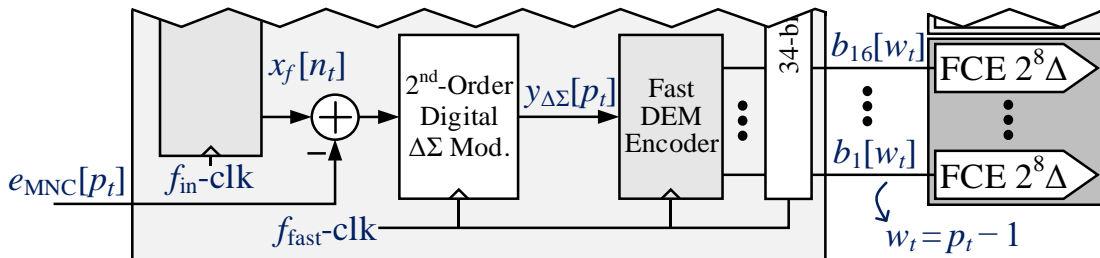 x_f[n_t]
f_in-clk
e_MNC[p_t]
2nd-Order
Digital
ΔΣ Mod.
y_ΔΣ[p_t]
Fast
DEM
Encoder
f_fast-clk
b_16[w_t]
b_1[w_t]
w_t = p_t − 1
FCE 2^8Δ
FCE 2^8Δ